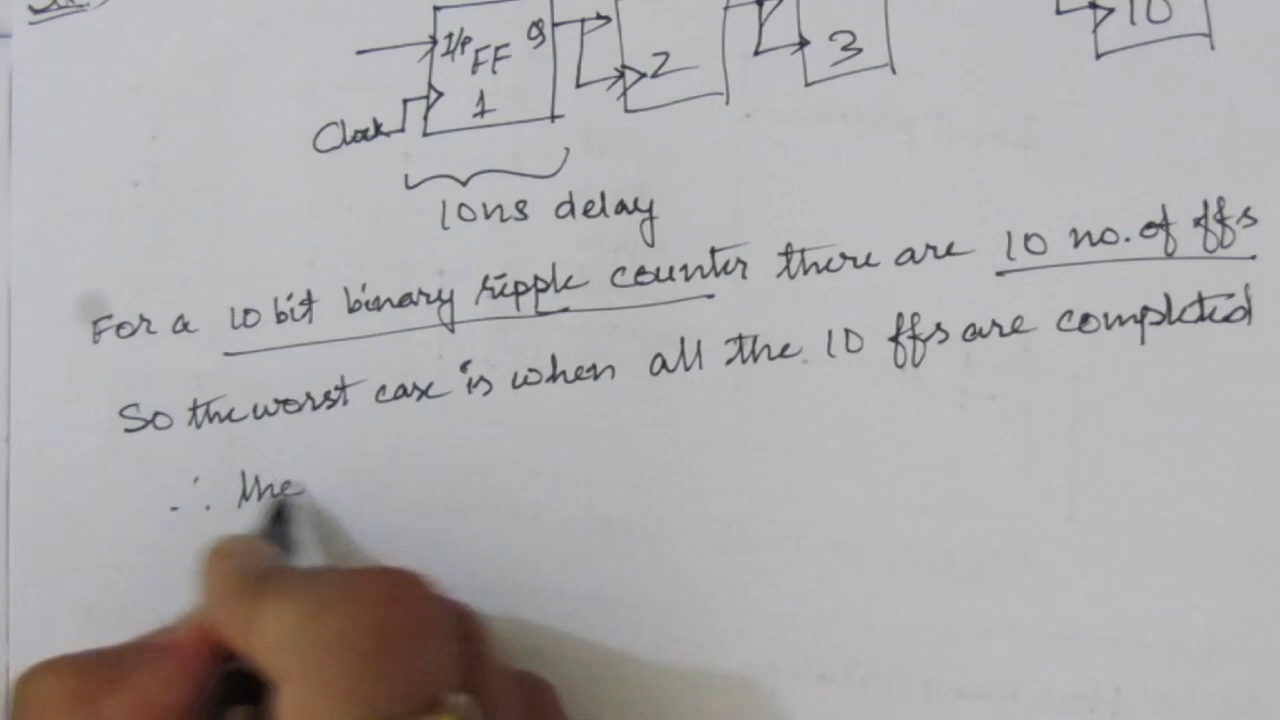 I/P FF Q 2 3 10
Clock 1
10ns delay
For a 10 bit binary ripple counter there are 10 no. of ffs
So the worst case is when all the 10 ffs are completed
∴ the